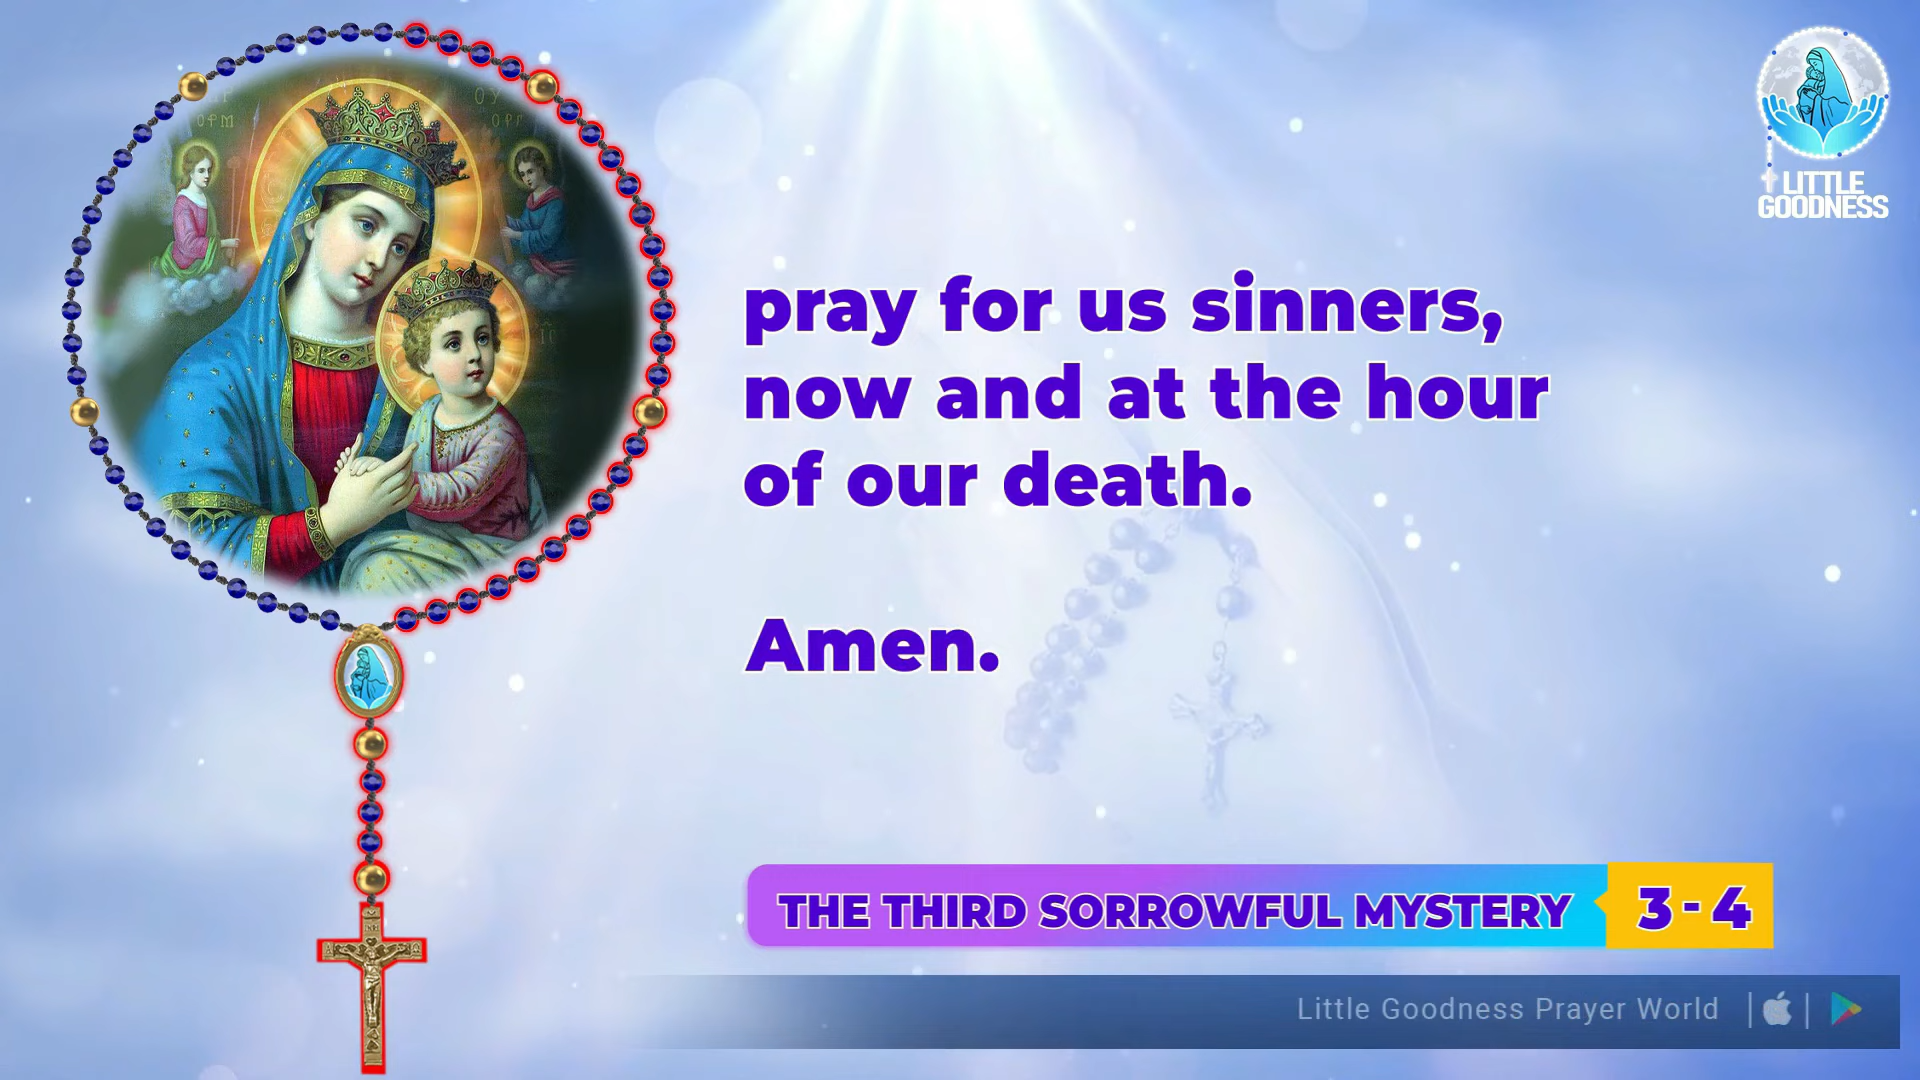 LITTLE
GOODNESS
pray for us sinners,
now and at the hour
of our death.
Amen.
THE THIRD SORROWFUL MYSTERY 3 - 4
Little Goodness Prayer World
INRI